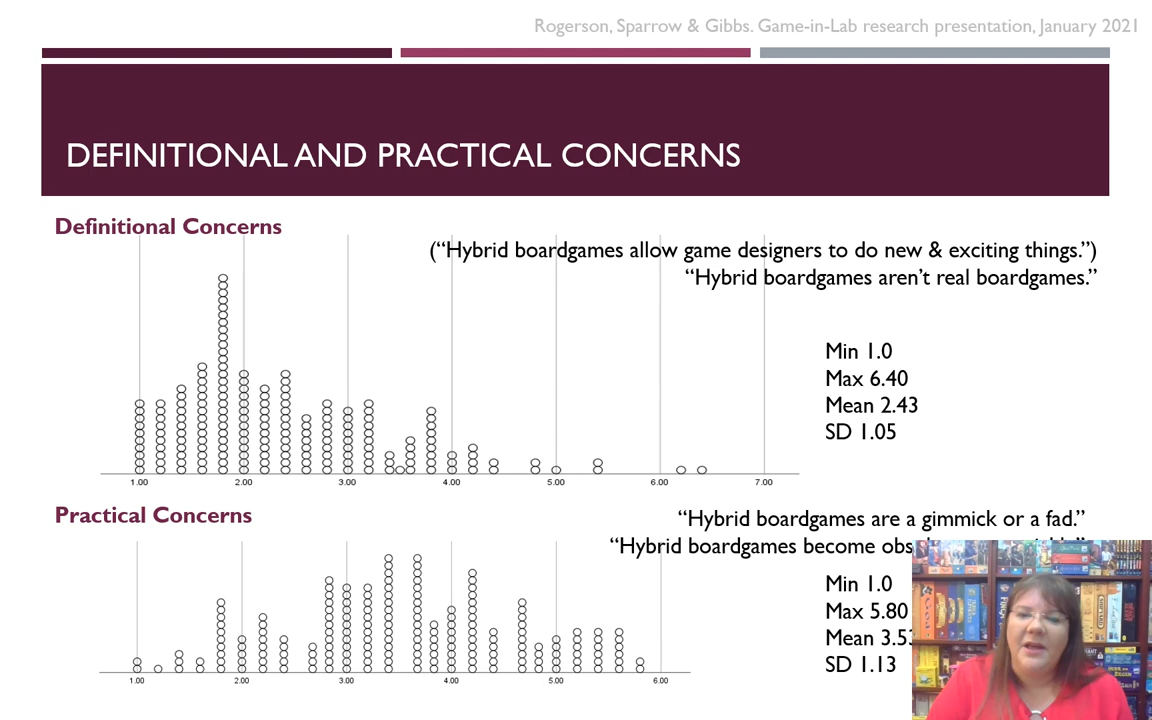 Rogerson, Sparrow & Gibbs. Game-in-Lab research presentation, January 2021
DEFINITIONAL AND PRACTICAL CONCERNS
Definitional Concerns
(“Hybrid boardgames allow game designers to do new & exciting things.”)
“Hybrid boardgames aren’t real boardgames.”
Min 1.0
Max 6.40
Mean 2.43
SD 1.05
1.00 2.00 3.00 4.00 5.00 6.00 7.00
Practical Concerns
“Hybrid boardgames are a gimmick or a fad.”
“Hybrid boardgames become
Min 1.0
Max 5.80
Mean
SD 1.13
1.00 2.00 3.00 4.00 5.00 6.00